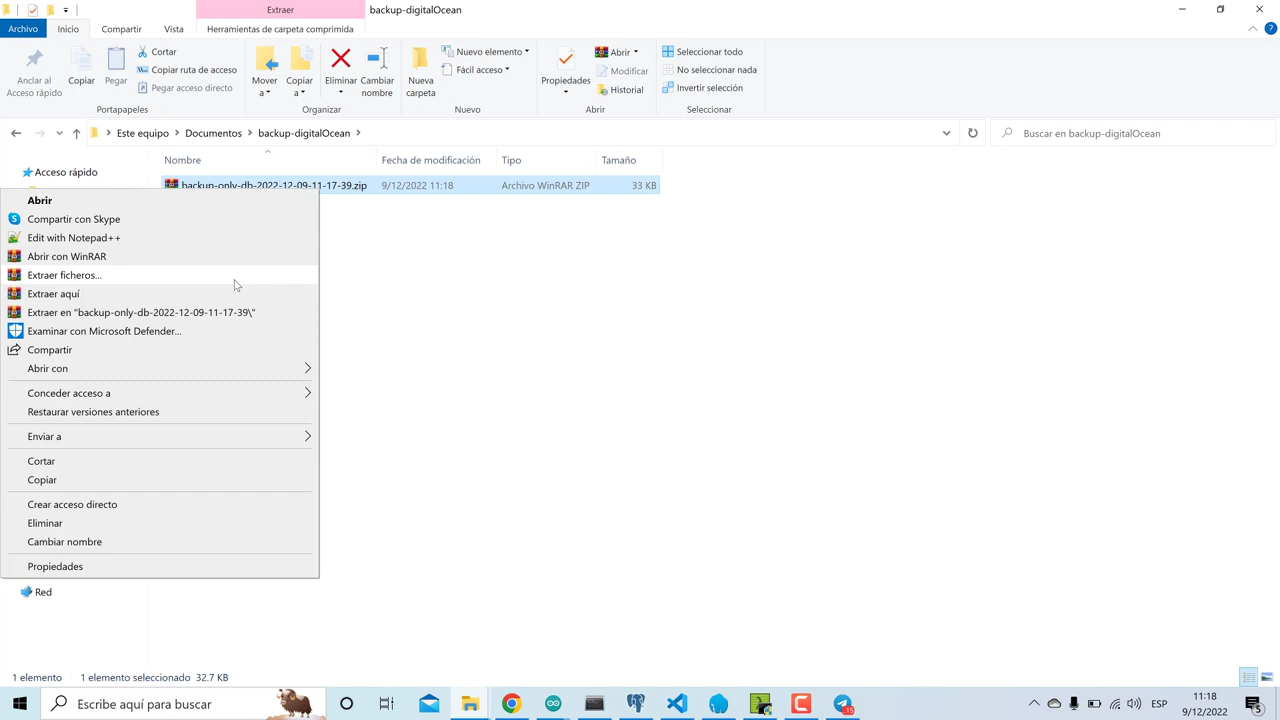 Extraer
backup-digitalOcean
Archivo
Inicio
Compartir
Vista
Herramientas de carpeta comprimida
Anclar al
Acceso rápido
Copiar
Pegar
Cortar
Copiar ruta de acceso
Pegar acceso directo
Portapapeles
Mover
a
Copiar
a
Eliminar
Cambiar
nombre
Organizar
Nueva
carpeta
Nuevo elemento
Fácil acceso
Nuevo
Propiedades
Abrir
Modificar
Historial
Abrir
Seleccionar todo
No seleccionar nada
Invertir selección
Seleccionar
Este equipo > Documentos > backup-digitalOcean >
Buscar en backup-digitalOcean
Nombre
Fecha de modificación
Tipo
Tamaño
Acceso rápido
backup-only-db-2022-12-09-11-17-39.zip
9/12/2022 11:18
Archivo WinRAR ZIP
33 KB
Abrir
Compartir con Skype
Edit with Notepad++
Abrir con WinRAR
Extraer ficheros...
Extraer aquí
Extraer en "backup-only-db-2022-12-09-11-17-39\"
Examinar con Microsoft Defender...
Compartir
Abrir con
Conceder acceso a
Restaurar versiones anteriores
Enviar a
Cortar
Copiar
Crear acceso directo
Eliminar
Cambiar nombre
Propiedades
Red
1 elemento
1 elemento seleccionado 32.7 KB
Escribe aquí para buscar
15
ESP
11:18
9/12/2022
5